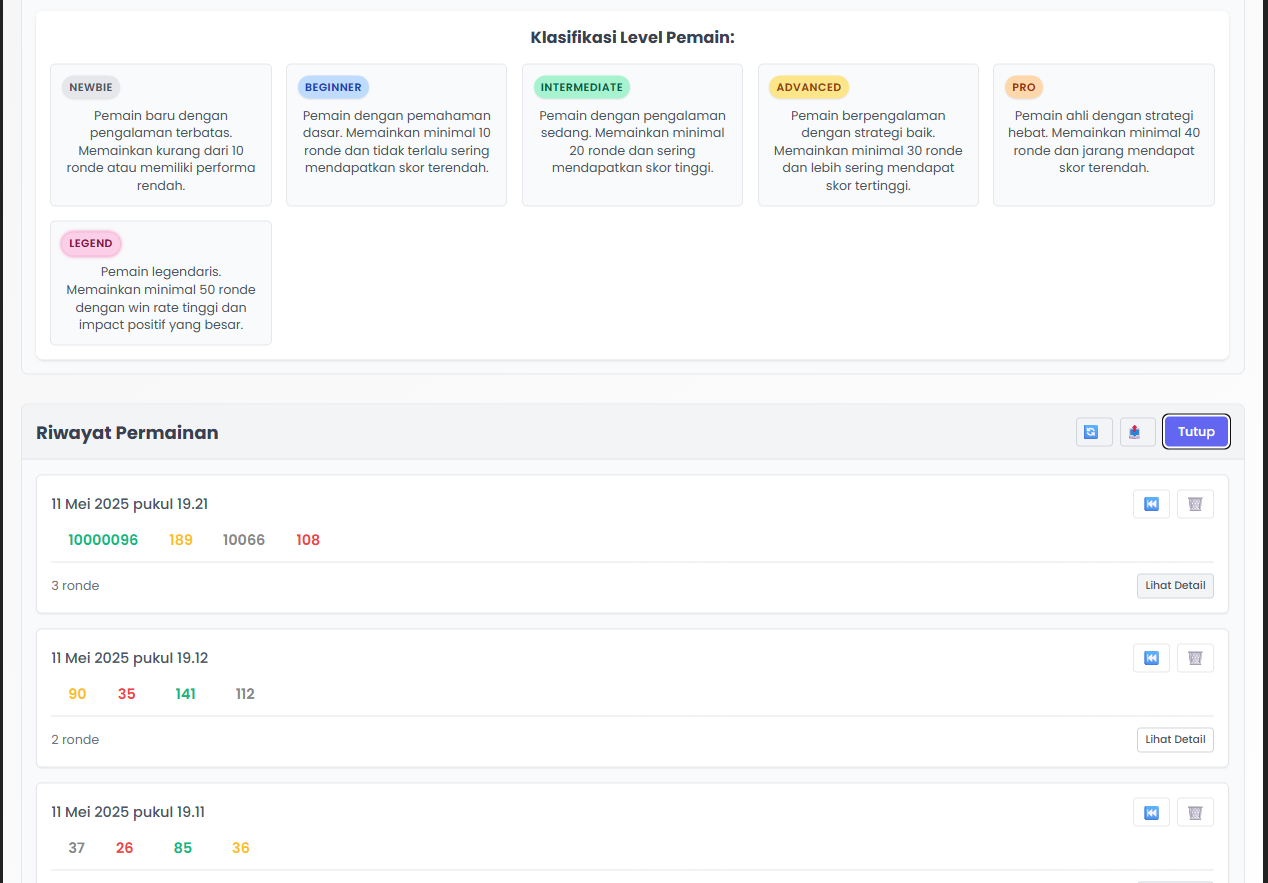 Klasifikasi Level Pemain:
NEWBIE
Pemain baru dengan
pengalaman terbatas.
Memainkan kurang dari 10
ronde atau memiliki performa
rendah.
BEGINNER
Pemain dengan pemahaman
dasar. Memainkan minimal 10
ronde dan tidak terlalu sering
mendapatkan skor terendah.
INTERMEDIATE
Pemain dengan pengalaman
sedang. Memainkan minimal
20 ronde dan sering
mendapatkan skor tinggi.
ADVANCED
Pemain berpengalaman
dengan strategi baik.
Memainkan minimal 30 ronde
dan lebih sering mendapat
skor tertinggi.
PRO
Pemain ahli dengan strategi
hebat. Memainkan minimal 40
ronde dan jarang mendapat
skor terendah.
LEGEND
Pemain legendaris.
Memainkan minimal 50 ronde
dengan win rate tinggi dan
impact positif yang besar.
Riwayat Permainan
Tutup
11 Mei 2025 pukul 19.21
10000096 189 10066 108
3 ronde
Lihat Detail
11 Mei 2025 pukul 19.12
90 35 141 112
2 ronde
Lihat Detail
11 Mei 2025 pukul 19.11
37 26 85 36